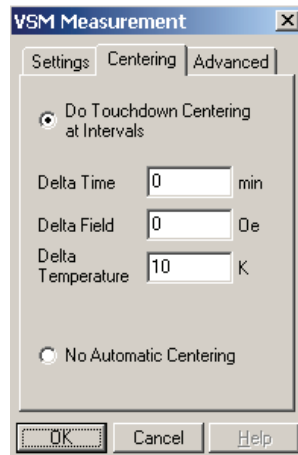 VSM Measurement
Settings Centering Advanced
Do Touchdown Centering
at Intervals
Delta Time 0 min
Delta Field 0 Oe
Delta
Temperature 10 K
No Automatic Centering
OK Cancel Help